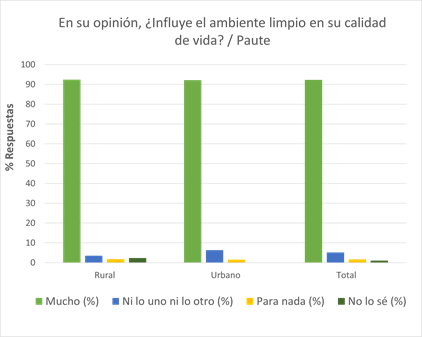 En su opinión, ¿Influye el ambiente limpio en su calidad
de vida? / Paute
% Respuestas
100
90
80
70
60
50
40
30
20
10
0
Rural Urbano Total
Mucho (%) Ni lo uno ni lo otro (%) Para nada (%) No lo sé (%)